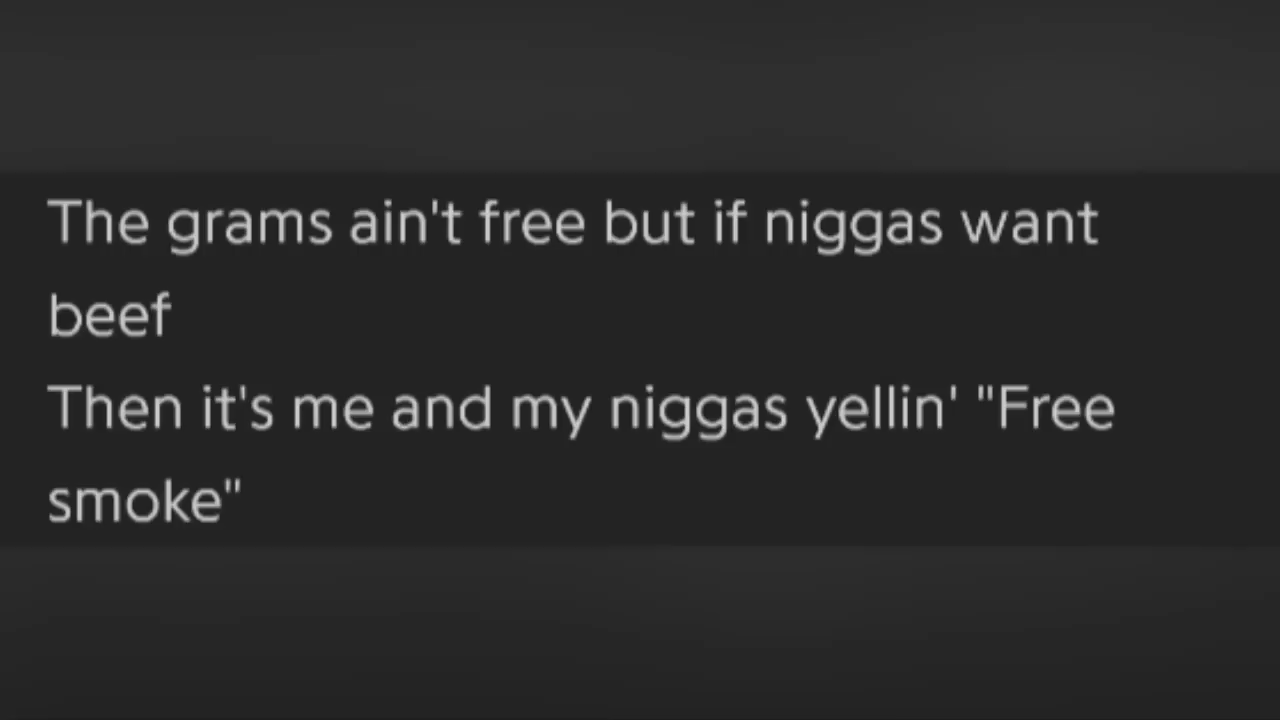 The grams ain't free but if niggas want
beef
Then it's me and my niggas yellin' "Free
smoke"